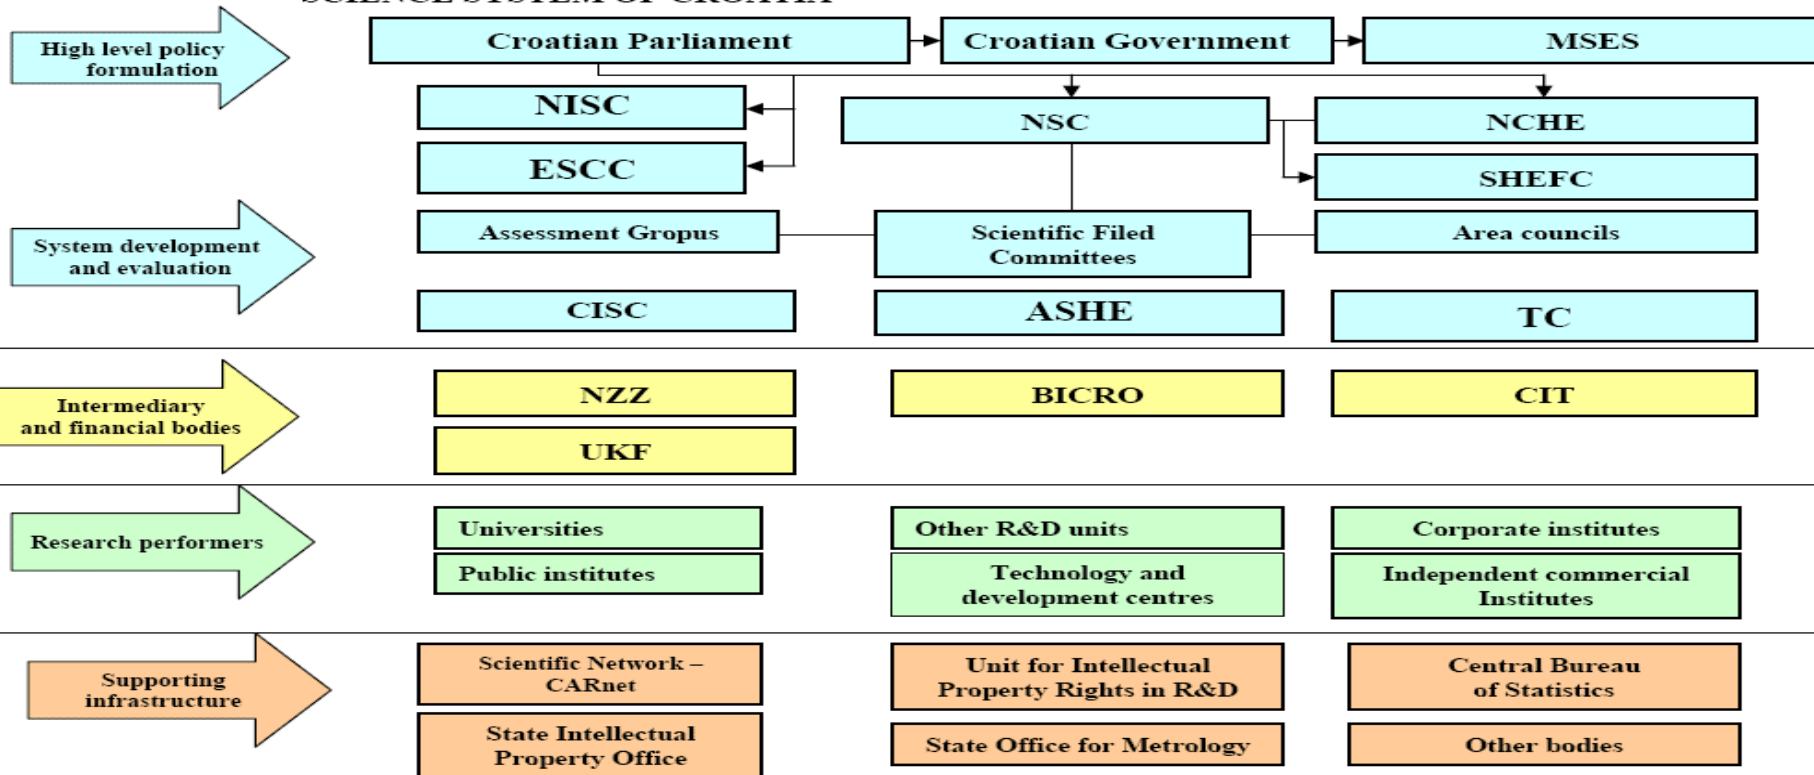 SCIENCE SYSTEM OF CROATIA
High level policy
formulation
Croatian Parliament
Croatian Government
MSES
NISC
NSC
NCHE
ESCC
SHEFC
System development
and evaluation
Assessment Gropus
Scientific Filed
Committees
Area councils
CISC
ASHE
TC
Intermediary
and financial bodies
NZZ
BICRO
CIT
UKF
Research performers
Universities
Other R&D units
Corporate institutes
Public institutes
Technology and
development centres
Independent commercial
Institutes
Supporting
infrastructure
Scientific Network –
CARnet
Unit for Intellectual
Property Rights in R&D
Central Bureau
of Statistics
State Intellectual
Property Office
State Office for Metrology
Other bodies